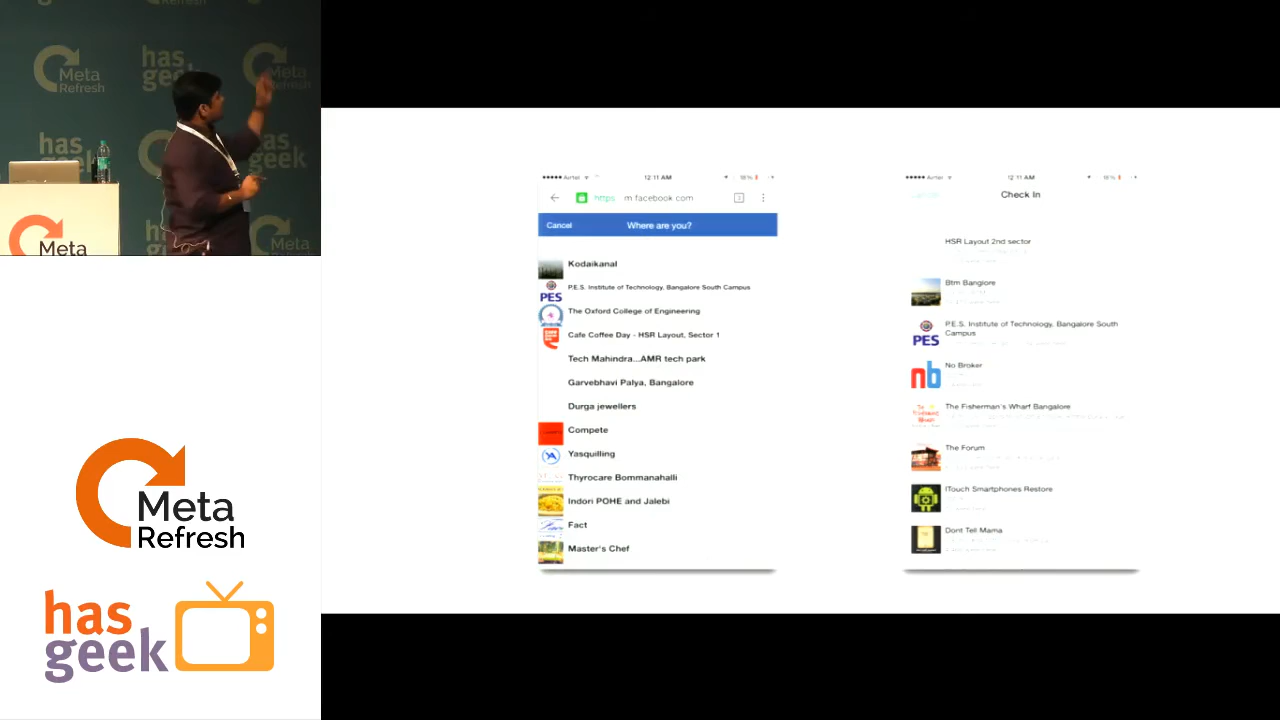 Meta
Refresh
has
geek
Meta
has
geek
has
geek
Meta
Meta
Refresh
has
geek
Airtel
12:11 AM
18%
https
m.facebook.com
Cancel
Where are you?
Kodaikanal
PES
P.E.S. Institute of Technology, Bangalore South Campus
The Oxford College of Engineering
Cafe Coffee Day - HSR Layout, Sector 1
Tech Mahindra...AMR tech park
Garvebhavi Palya, Bangalore
Durga jewellers
Compete
Yasquilling
Thyrocare Bommanahalli
Indori POHE and Jalebi
Fact
Master's Chef
Airtel
12:11 AM
18%
Cancel
Check In
HSR Layout 2nd sector
Btm Banglore
PES
P.E.S. Institute of Technology, Bangalore South
Campus
nb
No Broker
The Fisherman's Wharf Bangalore
The Forum
ITouch Smartphones Restore
Dont Tell Mama